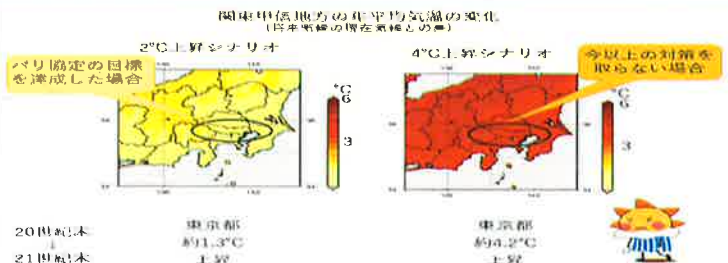 関東甲信地方の年平均気温の変化
(将来気候の現在気候との差)
2℃上昇シナリオ
4℃上昇シナリオ
パリ協定の目標
を達成した場合
今以上の対策を
取らない場合
℃
6
3
℃
6
3
20世紀末
↓
21世紀末
東京都
約1.3℃
上昇
東京都
約4.2℃
上昇